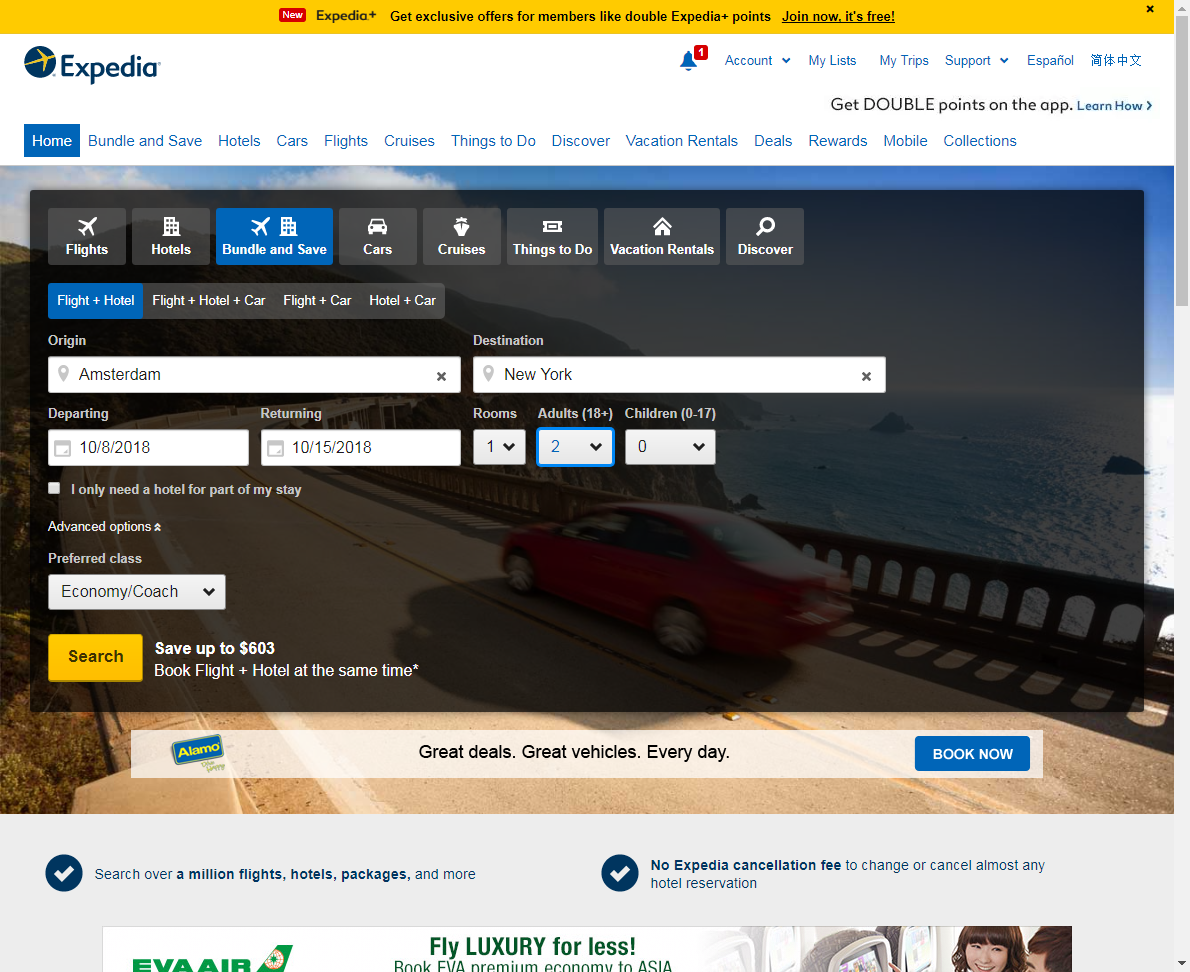 New Expedia+ Get exclusive offers for members like double Expedia+ points Join now, it's free!
Expedia
1
Account My Lists My Trips Support Español 简体中文
Get DOUBLE points on the app. Learn How
Home Bundle and Save Hotels Cars Flights Cruises Things to Do Discover Vacation Rentals Deals Rewards Mobile Collections
Flights Hotels Bundle and Save Cars Cruises Things to Do Vacation Rentals Discover
Flight + Hotel Flight + Hotel + Car Flight + Car Hotel + Car
Origin Destination
Amsterdam New York
Departing Returning Rooms Adults (18+) Children (0-17)
10/8/2018 10/15/2018 1 2 0
I only need a hotel for part of my stay
Advanced options
Preferred class
Economy/Coach
Search
Save up to $603
Book Flight + Hotel at the same time*
Alamo
Great deals. Great vehicles. Every day. BOOK NOW
Search over a million flights, hotels, packages, and more
No Expedia cancellation fee to change or cancel almost any
hotel reservation
Fly LUXURY for less!
EVA AIR
Book EVA premium economy to ASIA